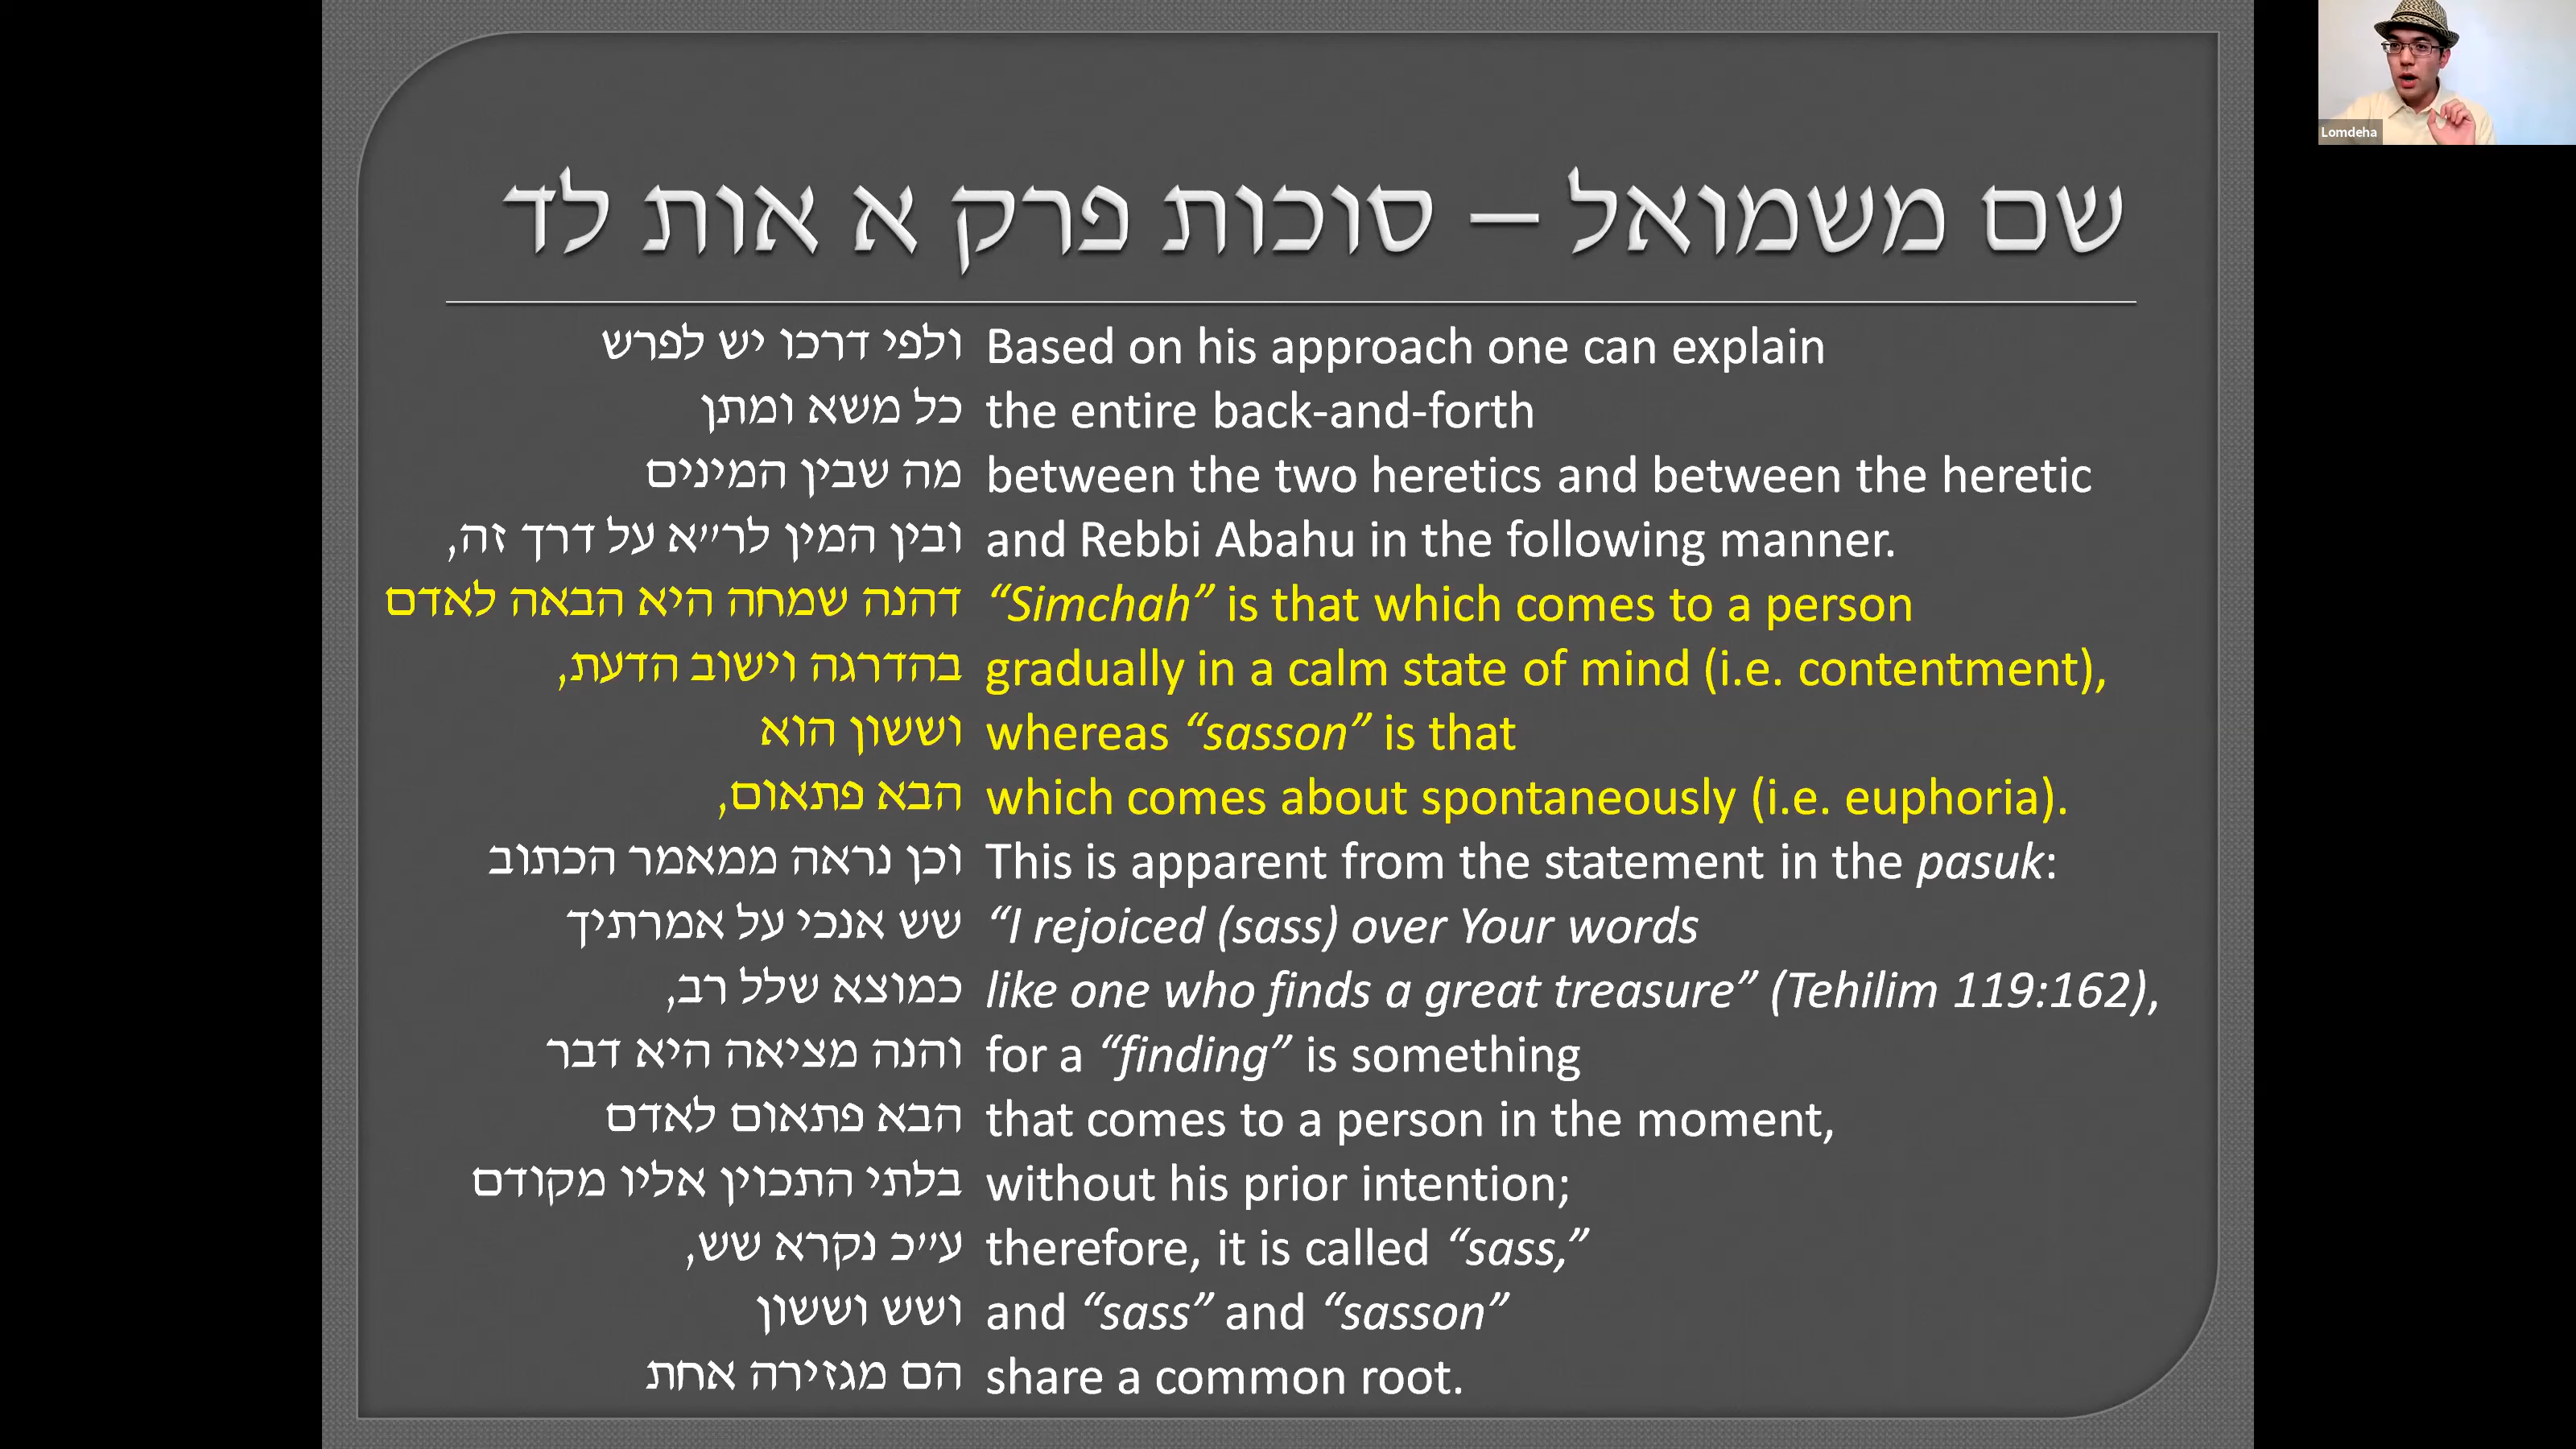 שם משמואל – סוכות פרק א אות לד
ולפי דרכו יש לפרש Based on his approach one can explain
כל משא ומתן the entire back-and-forth
מה שבין המינים between the two heretics and between the heretic
ובין המין לר״א על דרך זה, and Rebbi Abahu in the following manner.
דהנה שמחה היא הבאה לאדם “Simchah” is that which comes to a person
בהדרגה וישוב הדעת, gradually in a calm state of mind (i.e. contentment),
וששון הוא whereas “sasson” is that
הבא פתאום, which comes about spontaneously (i.e. euphoria).
וכן נראה ממאמר הכתוב This is apparent from the statement in the pasuk:
שש אנכי על אמרתיך “I rejoiced (sass) over Your words
כמוצא שלל רב, like one who finds a great treasure” (Tehilim 119:162),
והנה מציאה היא דבר for a “finding” is something
הבא פתאום לאדם that comes to a person in the moment,
בלתי התכוין אליו מקודם without his prior intention;
ע״כ נקרא שש, therefore, it is called “sass,”
ושש וששון and “sass” and “sasson”
הם מגזירה אחת share a common root.
Lomdeha